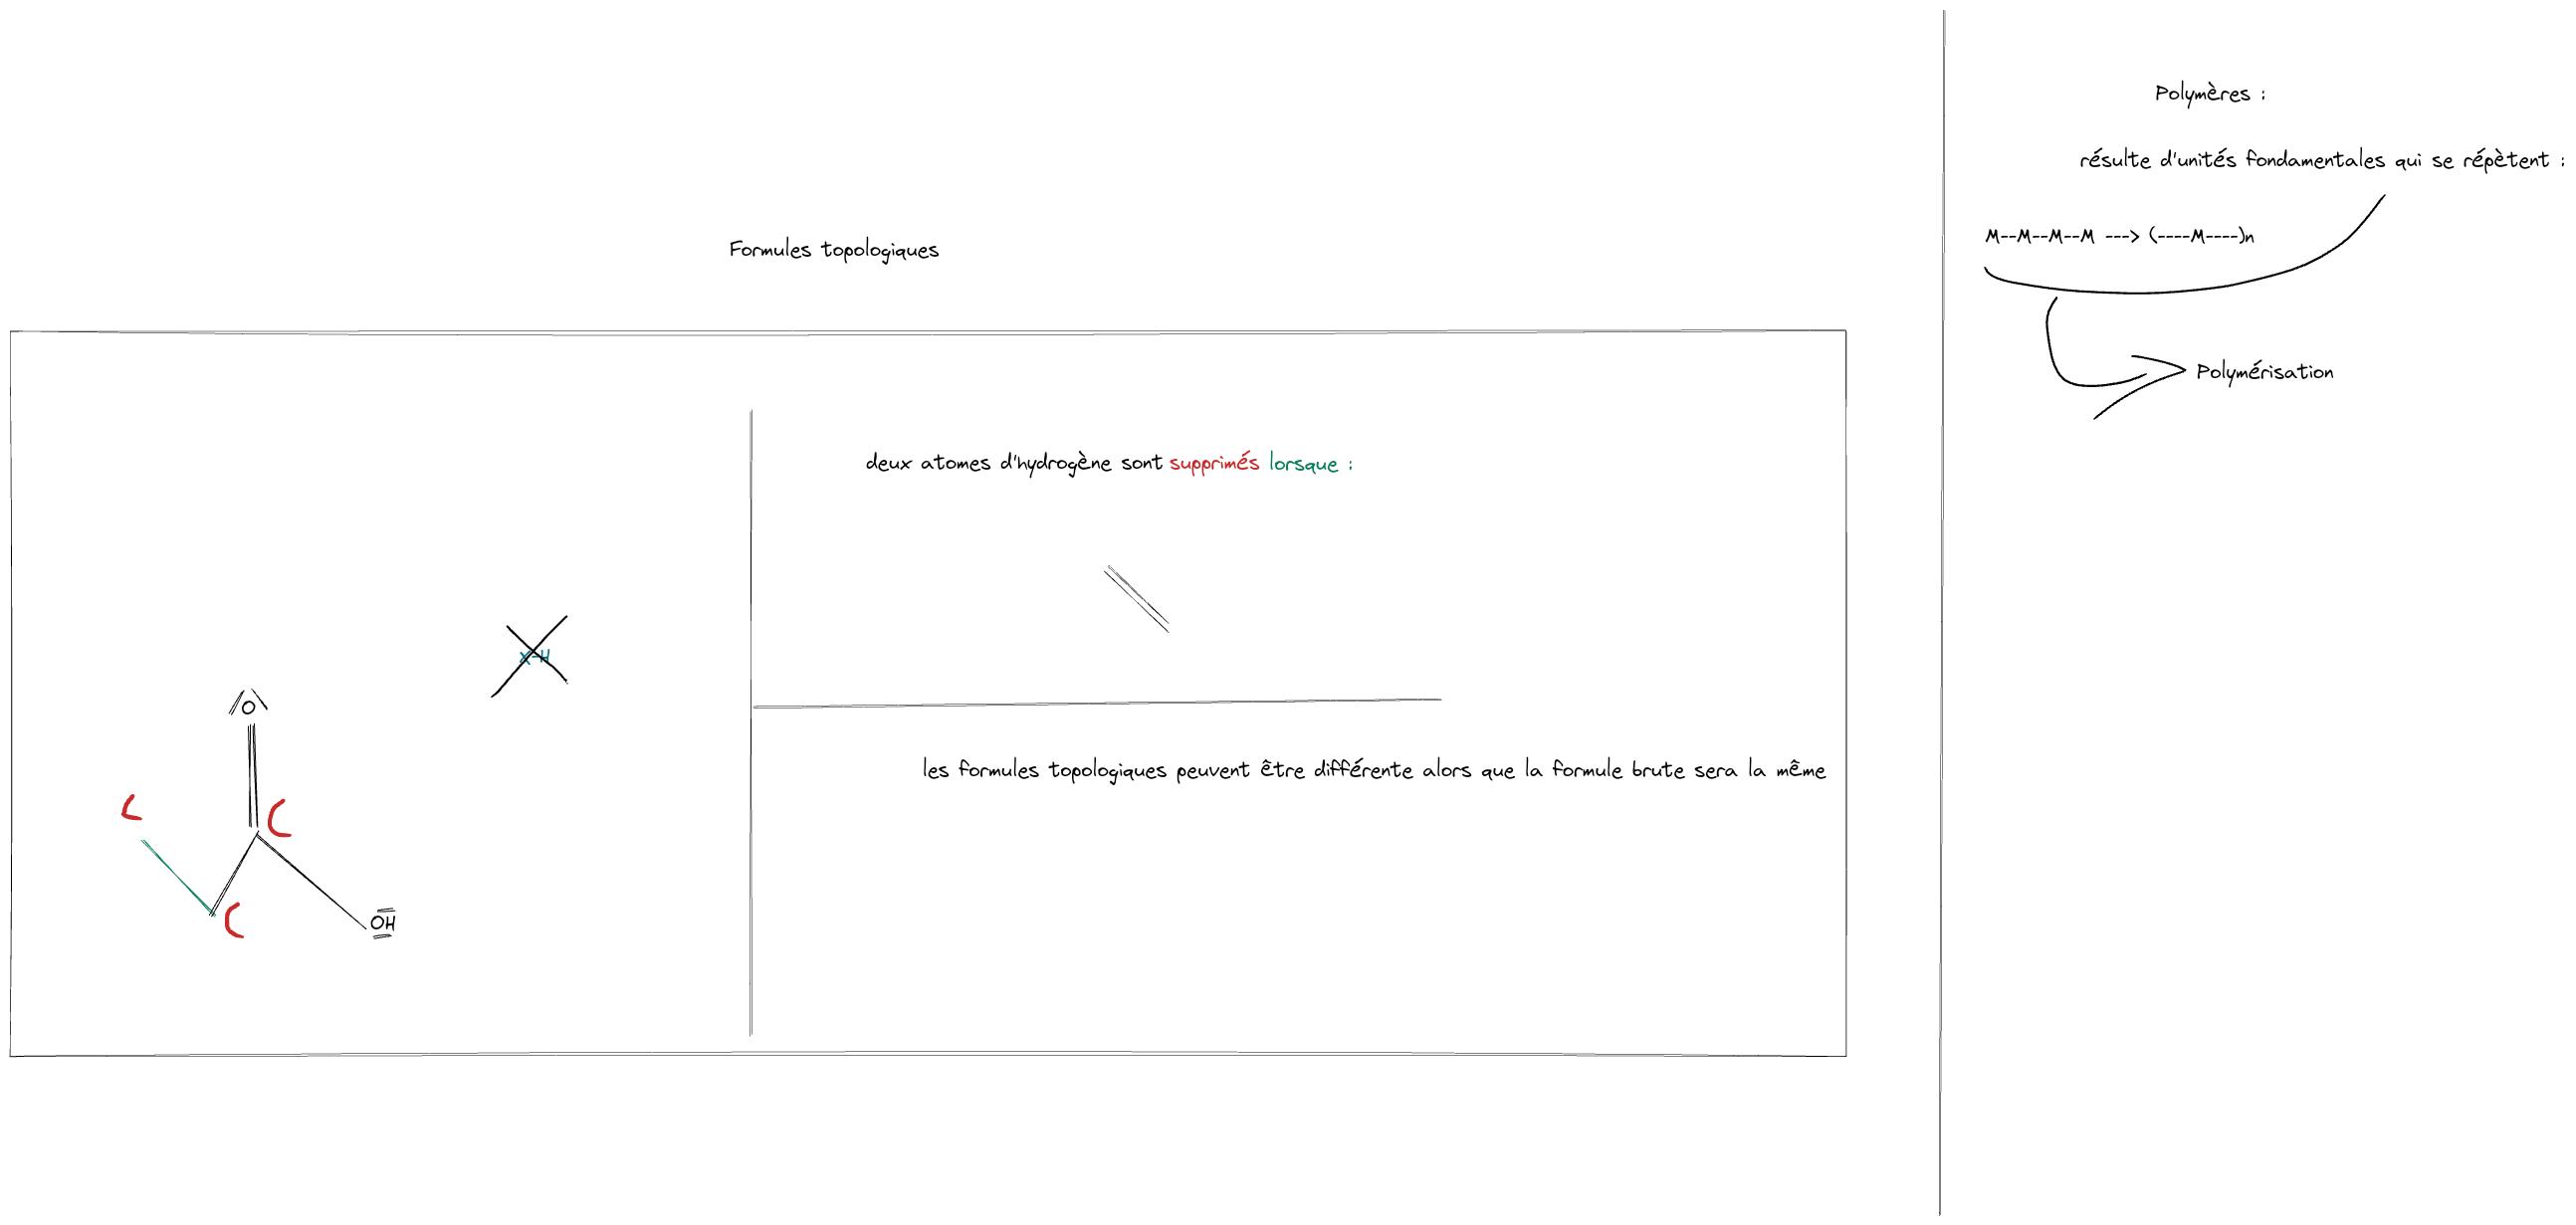 Formules topologiques
deux atomes d'hydrogène sont supprimés lorsque :
X-H
O
C
C
C
OH
les formules topologiques peuvent être différente alors que la formule brute sera la même
Polymères :
résulte d'unités fondamentales qui se répètent :
M--M--M--M ---> (----M----)n
Polymérisation